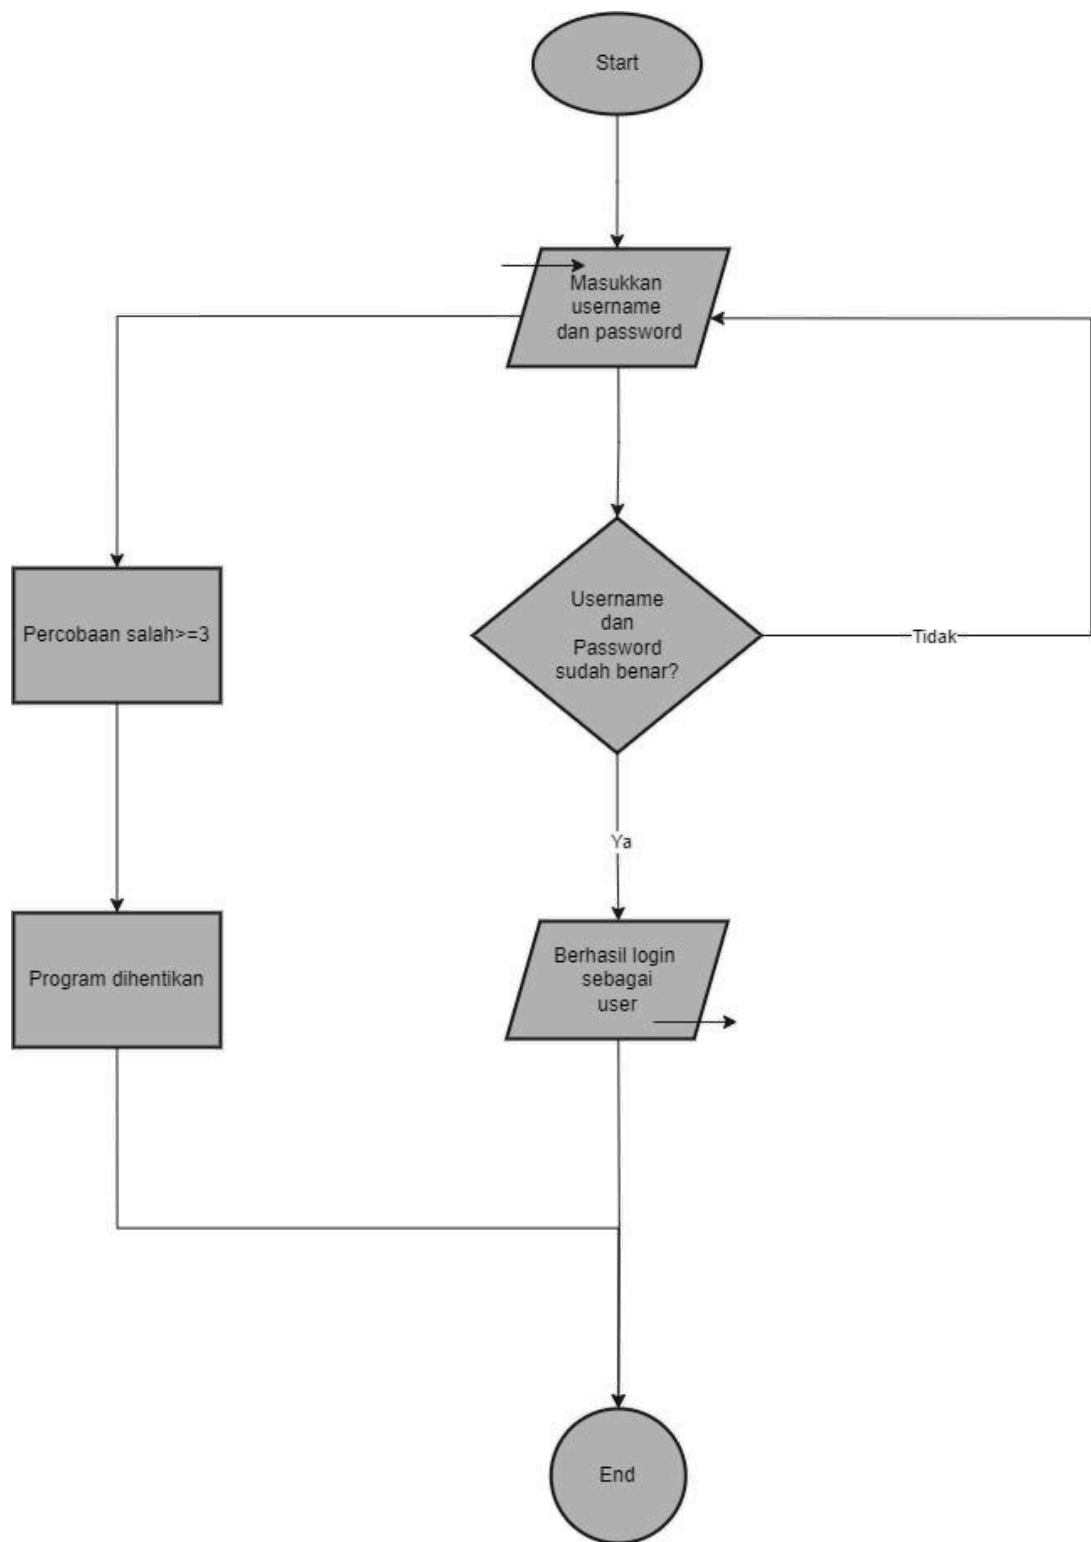 Start
Masukkan
username
dan password
Username
dan
Password
sudah benar?
Tidak
Percobaan salah>=3
Ya
Program dihentikan
Berhasil login
sebagai
user
End